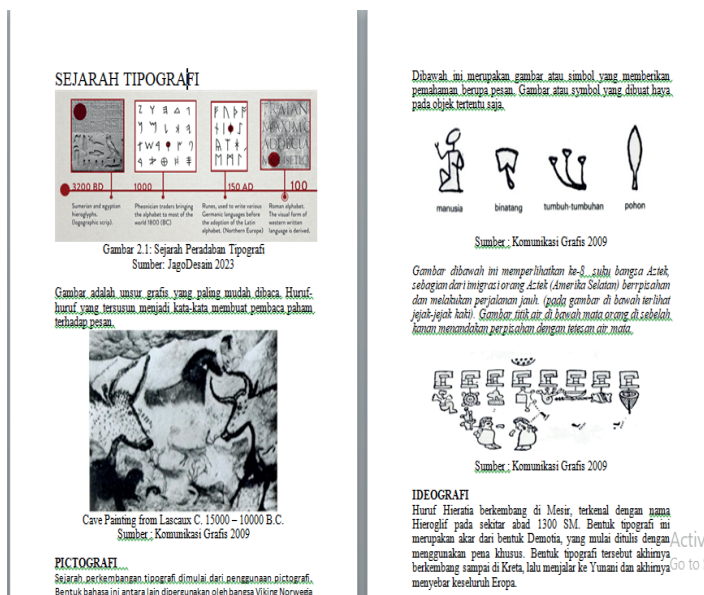 SEJARAH TIPOGRAFI
3200 BD
1000
150 AD
100
Sumerian and egyptian
hieroglyphs.
(logographic scrip).
Pheonician traders bringing
the alphabet to most of the
world 1800 (BC)
Runes, used to write various
Germanic languages before
the adoption of the Latin
alphabet. (Northern Europe)
Roman alphabet.
The visual form of
western written
language is derived.
Gambar 2.1: Sejarah Peradaban Tipografi
Sumber: JagoDesain 2023
Gambar adalah unsur grafis yang paling mudah dibaca. Huruf-
huruf yang tersusun menjadi kata-kata membuat pembaca paham
terhadap pesan.
Cave Painting from Lascaux C. 15000 – 10000 B.C.
Sumber : Komunikasi Grafis 2009
PICTOGRAFI
Sejarah perkembangan tipografi dimulai dari penggunaan pictografi.
Bentuk bahasa ini antara lain dipergunakan oleh bangsa Viking Norwegia
Dibawah ini merupakan gambar atau simbol yang memberikan
pemahaman berupa pesan. Gambar atau symbol yang dibuat haya
pada objek tertentu saja.
manusia
binatang
tumbuh-tumbuhan
pohon
Sumber : Komunikasi Grafis 2009
Gambar dibawah ini memperlihatkan ke-8 suku bangsa Aztek,
sebagian dari imigrasi orang Aztek (Amerika Selatan) berrpisahan
dan melakukan perjalanan jauh. (pada gambar di bawah terlihat
jejak-jejak kaki). Gambar titik air di bawah mata orang di sebelah
kanan menandakan perpisahan dengan tetesan air mata.
Sumber : Komunikasi Grafis 2009
IDEOGRAFI
Huruf Hieratia berkembang di Mesir, terkenal dengan nama
Hieroglif pada sekitar abad 1300 SM. Bentuk tipografi ini
merupakan akar dari bentuk Demotia, yang mulai ditulis dengan
menggunakan pena khusus. Bentuk tipografi tersebut akhirnya
berkembang sampai di Kreta, lalu menjalar ke Yunani dan akhirnya
menyebar keseluruh Eropa.
Activ
Go to S